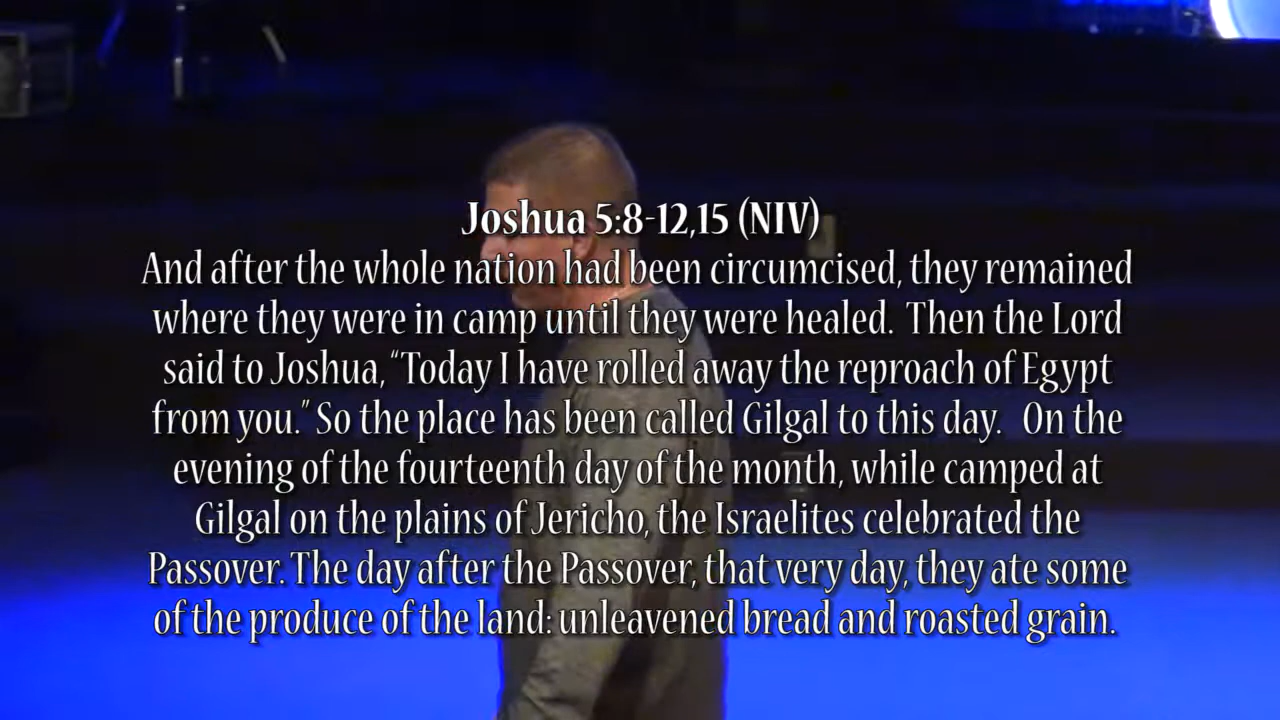 Joshua 5:8-12,15 (NIV)
And after the whole nation had been circumcised, they remained
where they were in camp until they were healed.  Then the Lord
said to Joshua, “Today I have rolled away the reproach of Egypt
from you.” So the place has been called Gilgal to this day.   On the
evening of the fourteenth day of the month, while camped at
Gilgal on the plains of Jericho, the Israelites celebrated the
Passover. The day after the Passover, that very day, they ate some
of the produce of the land: unleavened bread and roasted grain.